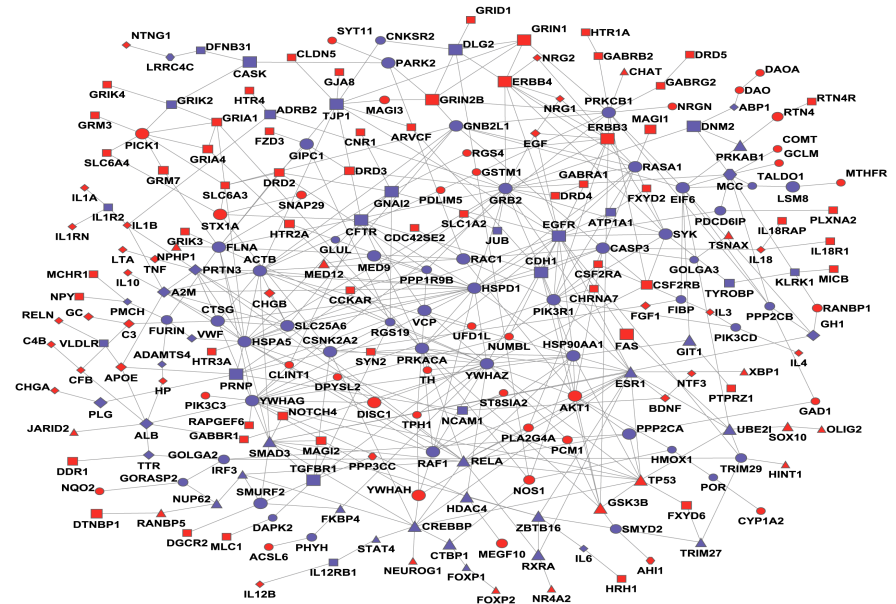 GRID1
NTNG1
SYT11
CNKSR2
GRIN1
HTR1A
DFNB31
DLG2
CLDN5
NRG2
GABRB2
DRD5
LRRC4C
CASK
PARK2
ERBB4
CHAT
DAOA
GJA8
GABRG2
DAO
GRIK4
GRIK2
HTR4
ADRB2
GRIN2B
NRG1
PRKCB1
ABP1
RTN4R
MAGI3
NRGN
RTN4
GRM3
GRIA1
TJP1
GNB2L1
ERBB3
MAGI1
DNM2
PICK1
FZD3
CNR1
ARVCF
EGF
PRKAB1
COMT
SLC6A4
GRIA4
GIPC1
RGS4
RASA1
GCLM
GRM7
DRD2
DRD3
GSTM1
GABRA1
MCC
TALDO1
MTHFR
SLC6A3
SNAP29
GNAI2
PDLIM5
GRB2
DRD4
FXYD2
EIF6
LSM8
IL1A
IL1R2
IL1B
STX1A
HTR2A
CFTR
CDC42SE2
SLC1A2
EGFR
ATP1A1
PDCD6IP
PLXNA2
IL1RN
GRIK3
FLNA
GLUL
JUB
SYK
TSNAX
IL18RAP
LTA
NPHP1
ACTB
MED12
MED9
RAC1
CDH1
CASP3
GOLGA3
IL18
IL18R1
MCHR1
TNF
PRTN3
PPP1R9B
CSF2RA
CSF2RB
TYROBP
KLRK1
MICB
IL10
A2M
CHGB
CCKAR
HSPD1
CHRNA7
NPY
PMCH
CTSG
PIK3R1
FGF1
FIBP
IL3
PPP2CB
RANBP1
RELN
GC
FURIN
VWF
SLC25A6
RGS19
VCP
UFD1L
NUMBL
HSP90AA1
PIK3CD
GH1
C4B
VLDLR
C3
ADAMTS4
HSPA5
CSNK2A2
PRKACA
FAS
GIT1
IL4
HTR3A
SYN2
CFB
APOE
HP
PRNP
CLINT1
TH
YWHAZ
ESR1
NTF3
XBP1
CHGA
DPYSL2
PTPRZ1
PIK3C3
YWHAG
DISC1
ST8SIA2
AKT1
BDNF
GAD1
PLG
RAPGEF6
NOTCH4
TPH1
NCAM1
JARID2
ALB
GABBR1
MAGI2
PLA2G4A
PPP2CA
UBE2I
SOX10
OLIG2
GOLGA2
SMAD3
PCM1
DDR1
TTR
IRF3
TGFBR1
PPP3CC
RAF1
RELA
HMOX1
TRIM29
NQO2
GORASP2
NOS1
TP53
POR
HINT1
NUP62
SMURF2
YWHAH
HDAC4
GSK3B
DTNBP1
RANBP5
FKBP4
ZBTB16
FXYD6
CYP1A2
DAPK2
CREBBP
SMYD2
DGCR2
MLC1
PHYH
STAT4
CTBP1
MEGF10
TRIM27
ACSL6
IL6
IL12RB1
NEUROG1
FOXP1
RXRA
AHI1
HRH1
IL12B
FOXP2
NR4A2